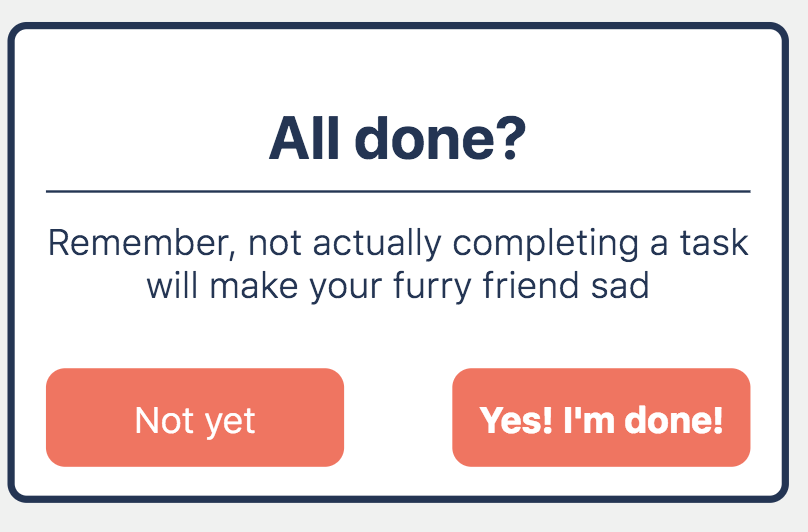 All done?
Remember, not actually completing a task
will make your furry friend sad
Not yet
Yes! I'm done!